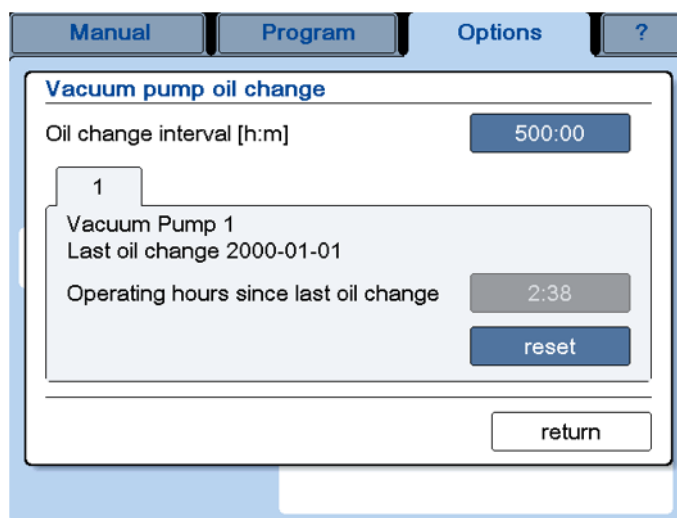 Manual Program Options ?
Vacuum pump oil change
Oil change interval [h:m] 500:00
1
Vacuum Pump 1
Last oil change 2000-01-01
Operating hours since last oil change 2:38
reset
return